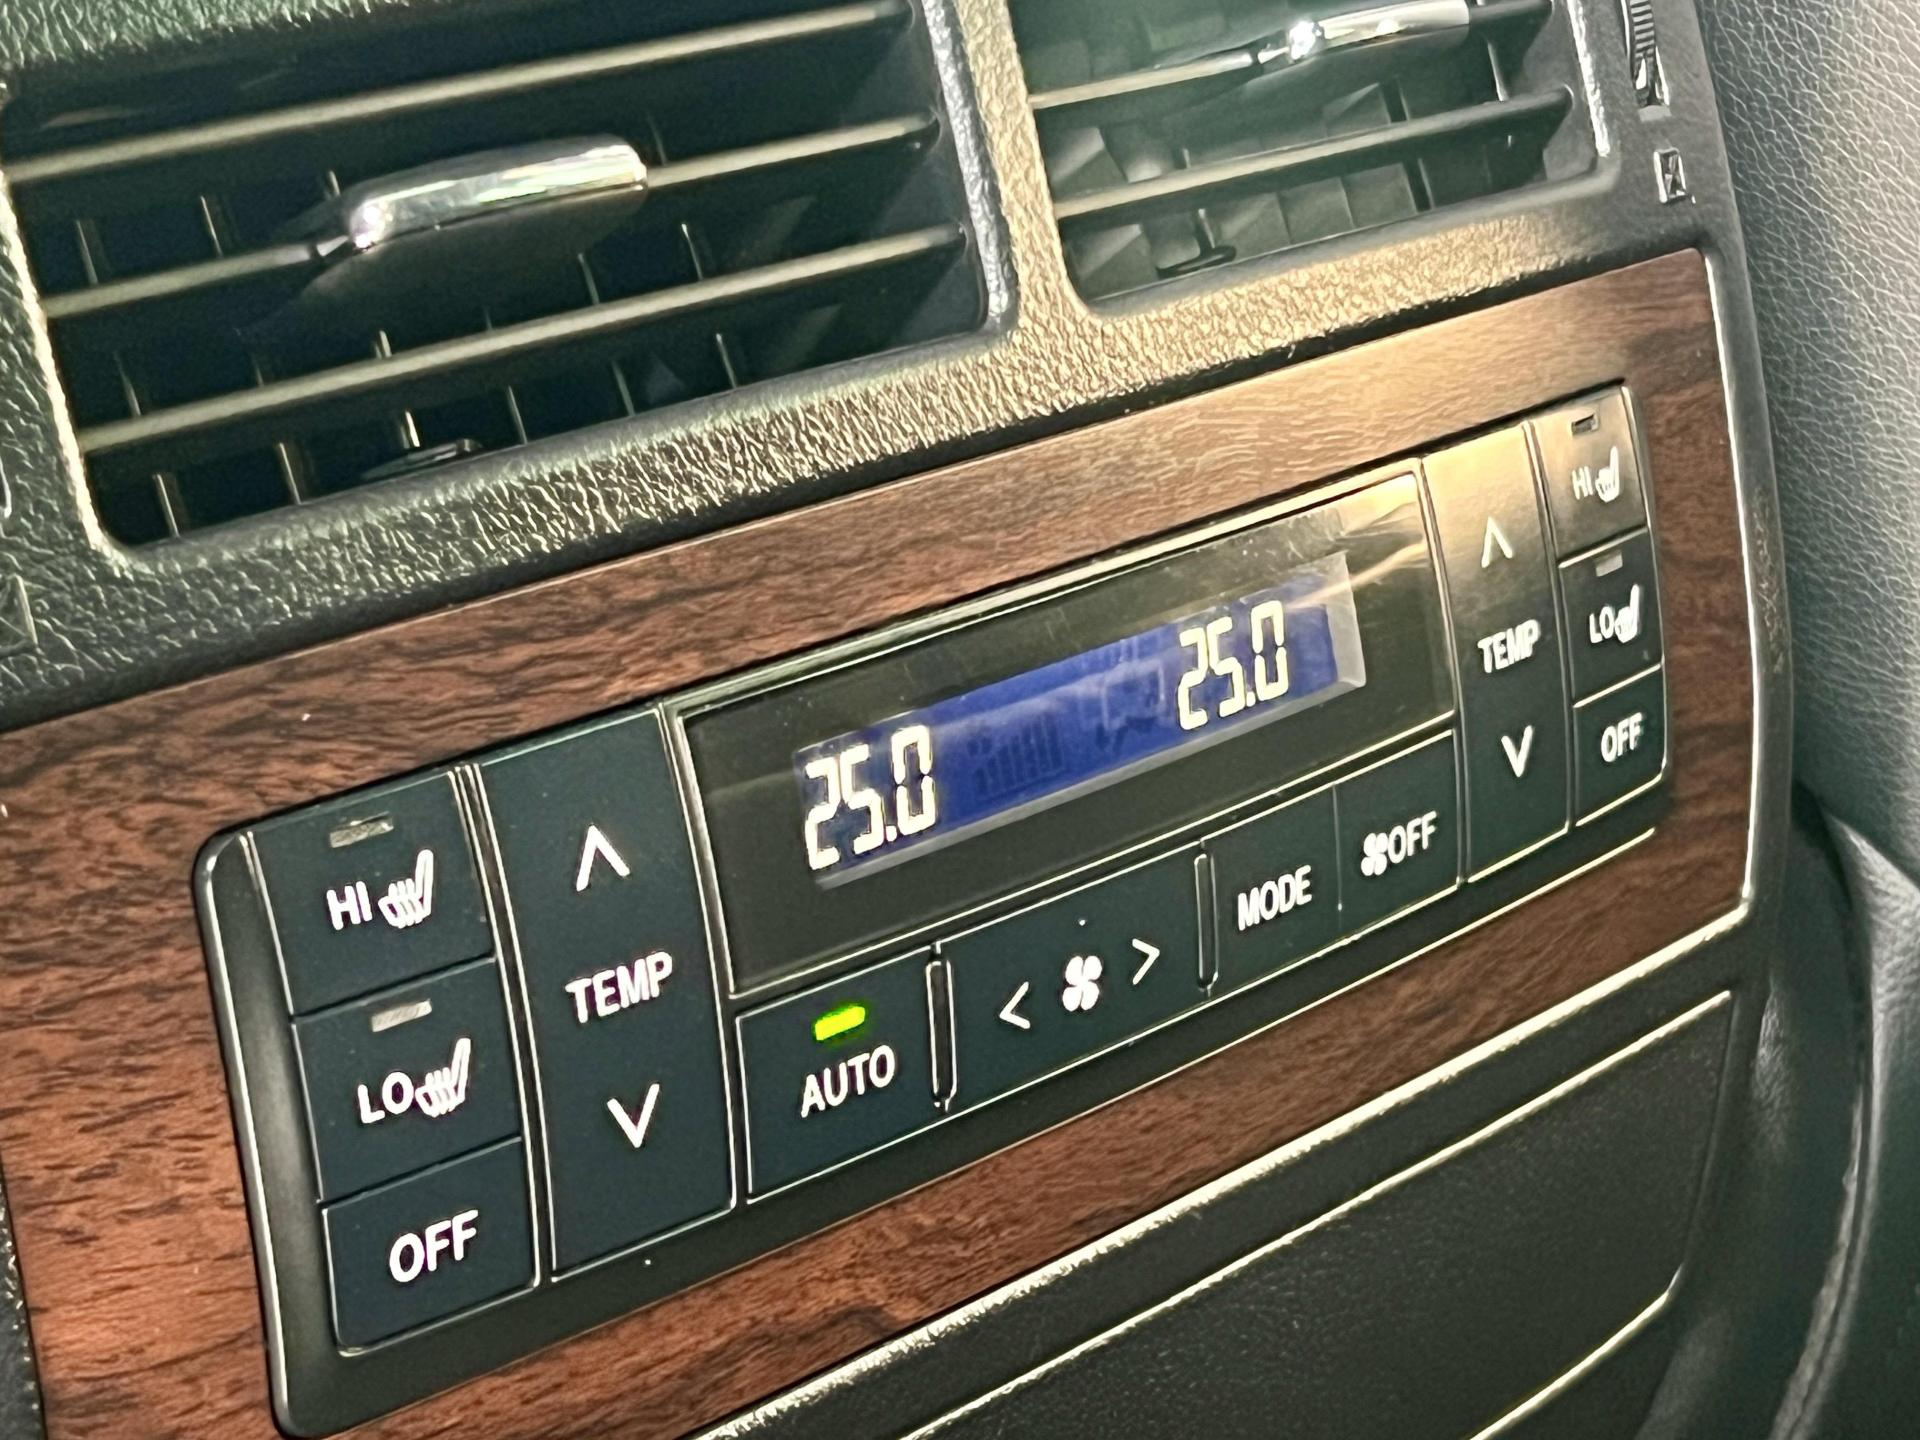 25.0 25.0
HI
LO
OFF
TEMP
AUTO
MODE
OFF
TEMP
HI
LO
OFF